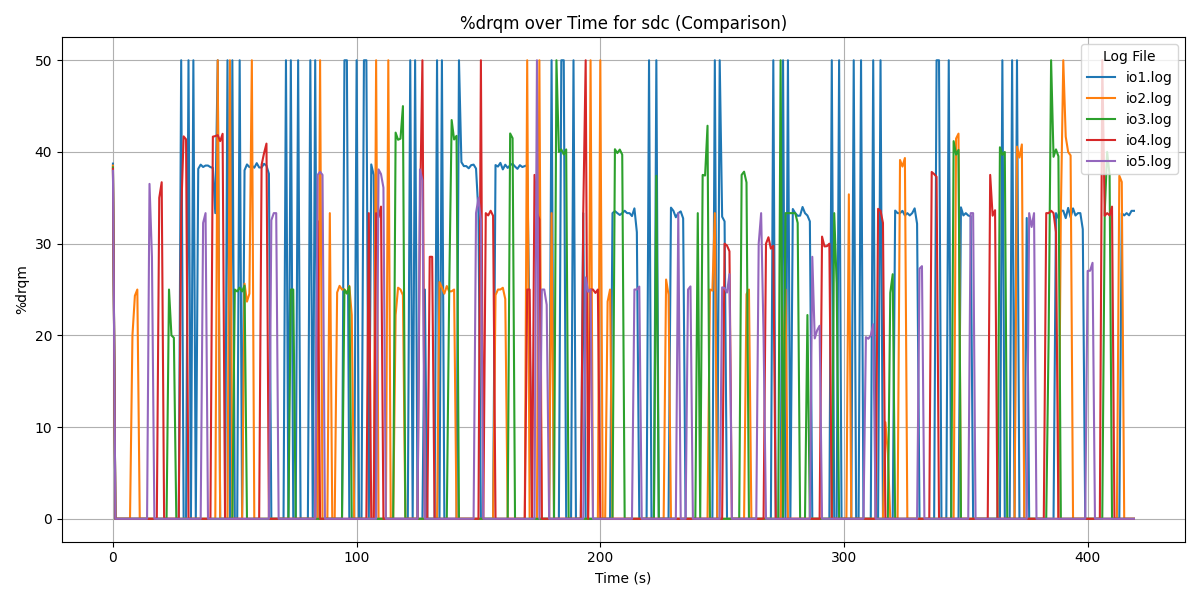 %drqm over Time for sdc (Comparison)
%drqm
50
40
30
20
10
0
0 100 200 300 400
Time (s)
Log File
io1.log
io2.log
io3.log
io4.log
io5.log